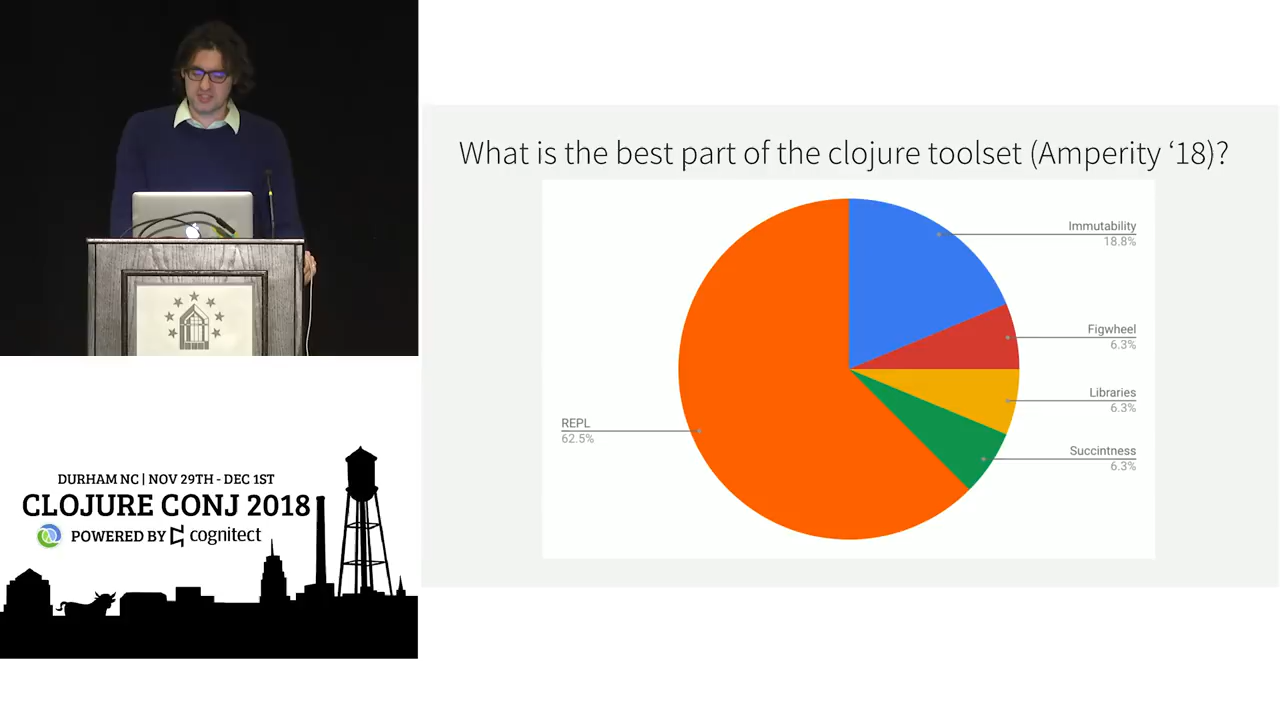 What is the best part of the clojure toolset (Amperity ‘18)?
Immutability
18.8%
Figwheel
6.3%
Libraries
6.3%
REPL
62.5%
Succintness
6.3%
DURHAM NC | NOV 29TH - DEC 1ST
CLOJURE CONJ 2018
POWERED BY cognitect